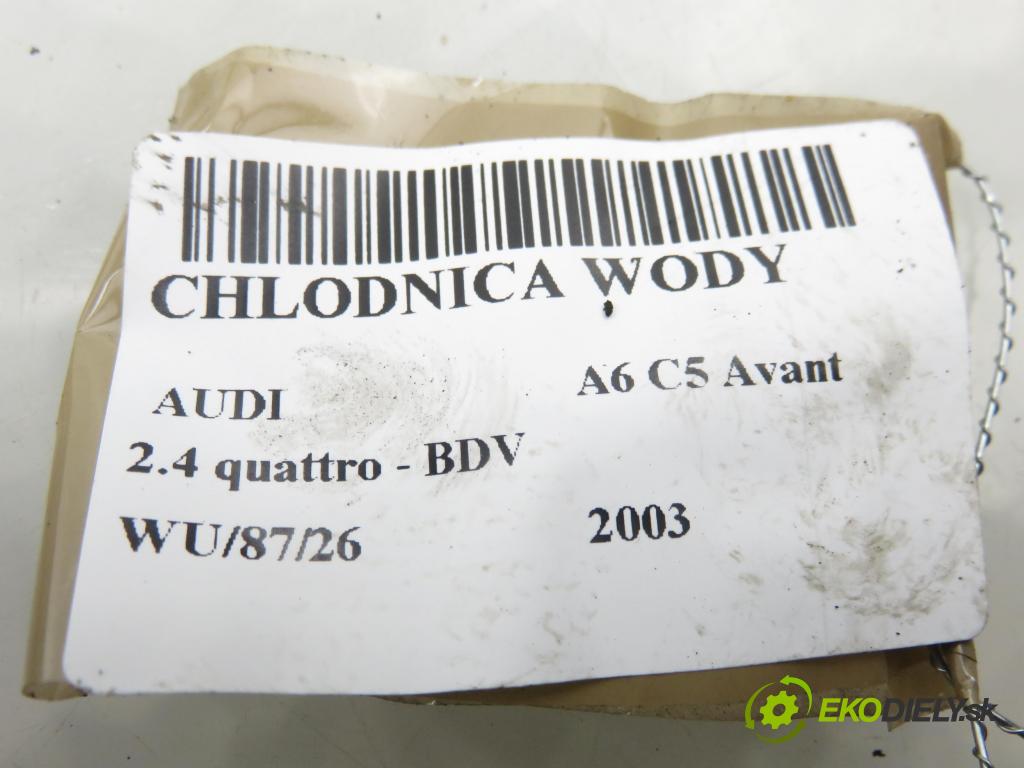 CHLODNICA WODY
AUDI A6 C5 Avant
2.4 quattro - BDV
WU/87/26 2003
EKODIELY.sk